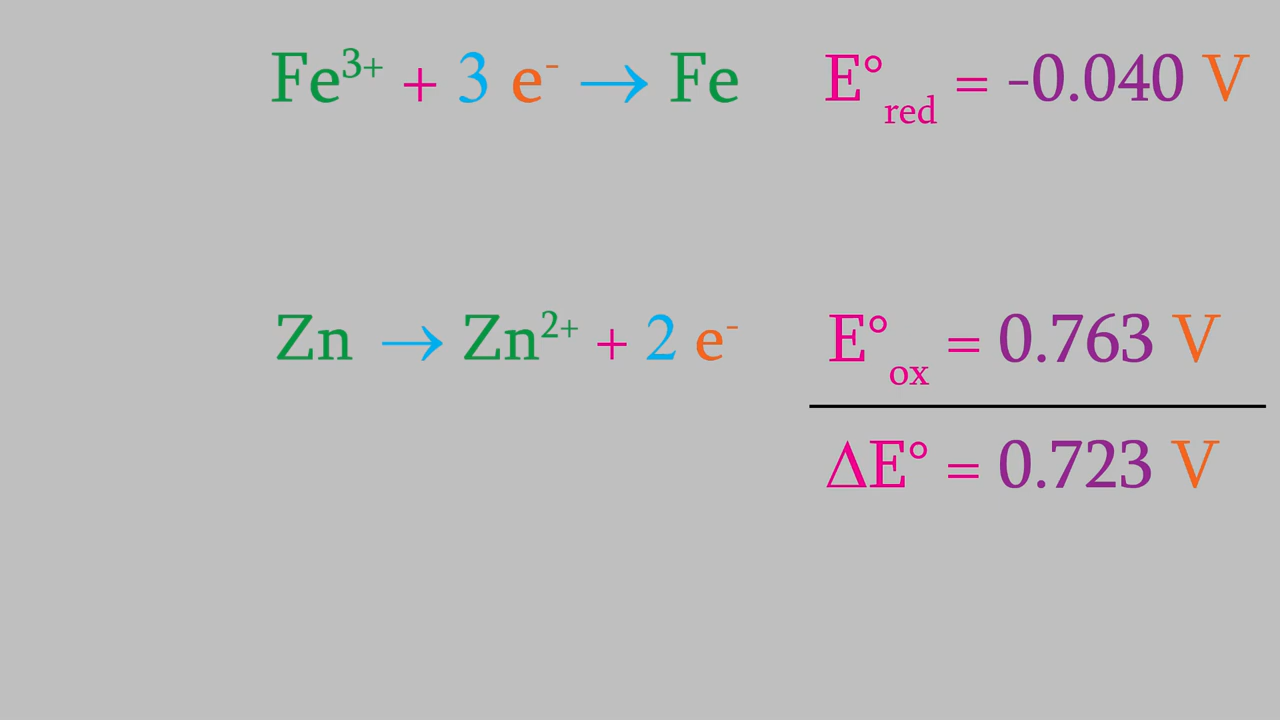 Fe³⁺ + 3 e⁻ → Fe E°red = -0.040 V
Zn → Zn²⁺ + 2 e⁻ E°ox = 0.763 V
ΔE° = 0.723 V